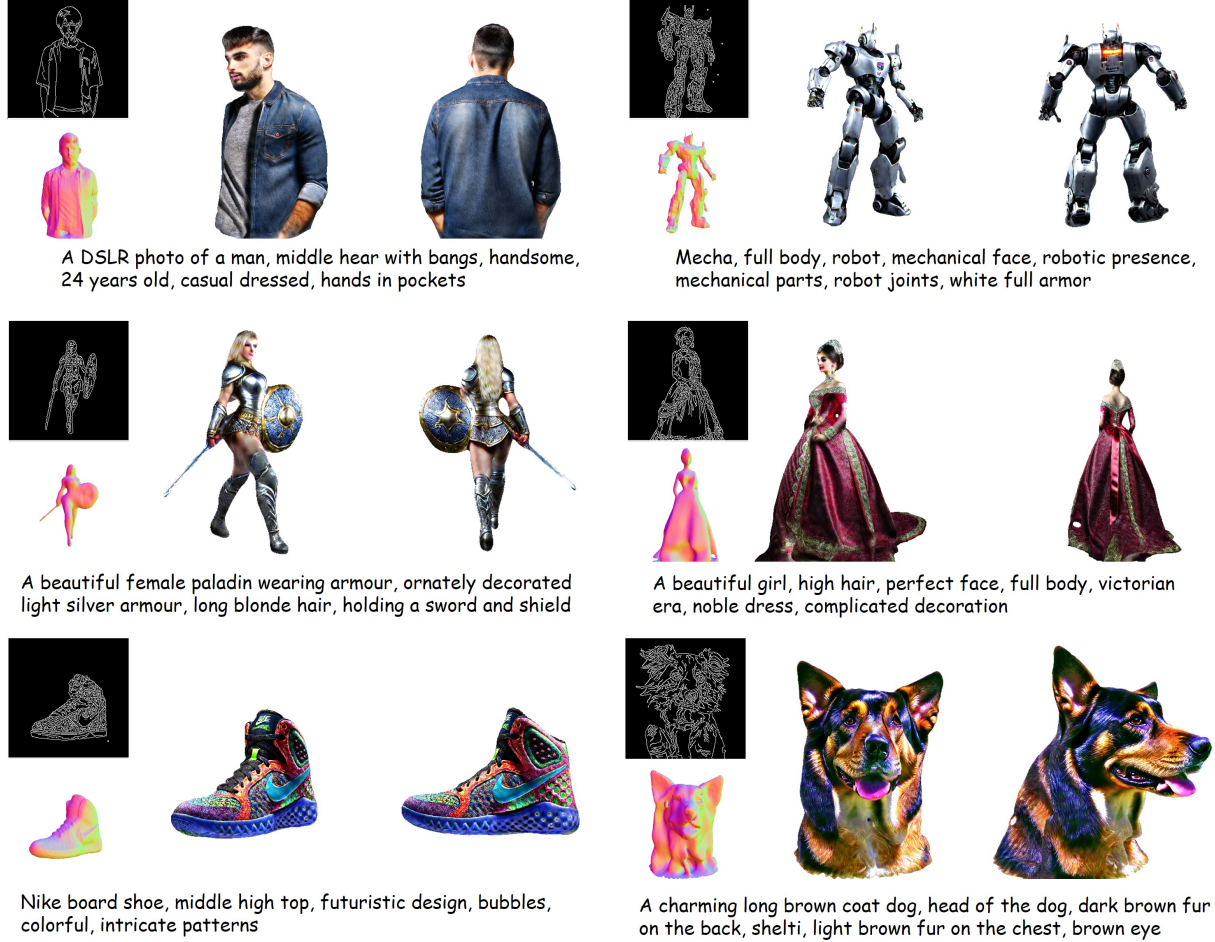 A DSLR photo of a man, middle hear with bangs, handsome,
24 years old, casual dressed, hands in pockets
Mecha, full body, robot, mechanical face, robotic presence,
mechanical parts, robot joints, white full armor
A beautiful female paladin wearing armour, ornately decorated
light silver armour, long blonde hair, holding a sword and shield
A beautiful girl, high hair, perfect face, full body, victorian
era, noble dress, complicated decoration
Nike board shoe, middle high top, futuristic design, bubbles,
colorful, intricate patterns
A charming long brown coat dog, head of the dog, dark brown fur
on the back, shelti, light brown fur on the chest, brown eye